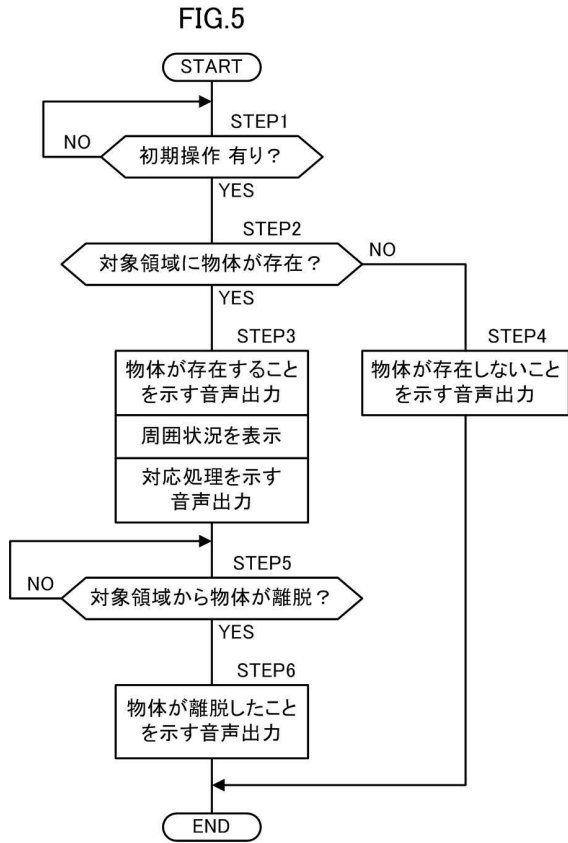 FIG.5
START
STEP1
NO
初期操作 有り?
YES
STEP2
NO
対象領域に物体が存在?
YES
STEP3
物体が存在すること
を示す音声出力
周囲状況を表示
対応処理を示す
音声出力
STEP4
物体が存在しないこと
を示す音声出力
STEP5
NO
対象領域から物体が離脱?
YES
STEP6
物体が離脱したこと
を示す音声出力
END